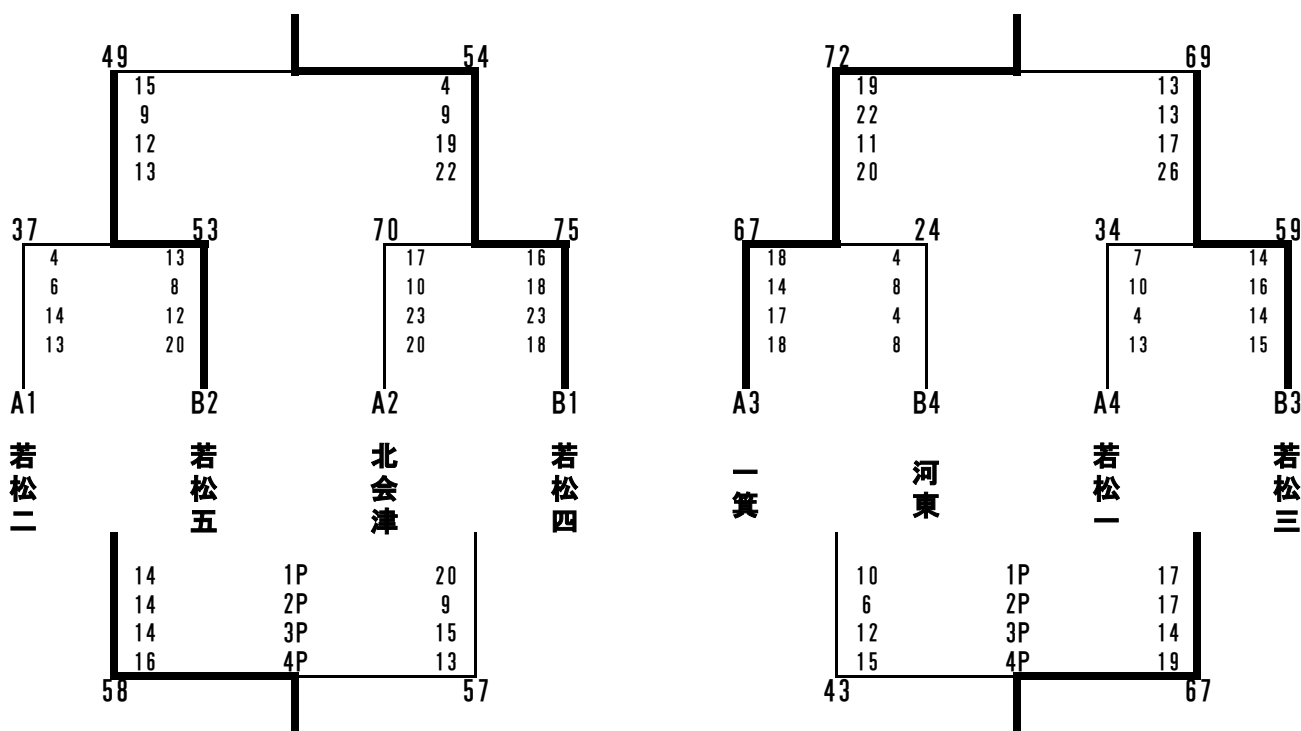 49 54 72 69
15 4 19 13
9 9 22 13
12 19 11 17
13 22 20 26
37 53 70 75 67 24 34 59
4 13 17 16 18 4 7 14
6 8 10 18 14 8 10 16
14 12 23 23 17 4 4 14
13 20 20 18 18 8 13 15
A1 B2 A2 B1 A3 B4 A4 B3
若松二
若松五
北会津
若松四
一箕
河東
若松一
若松三
14 1P 20 10 1P 17
14 2P 9 6 2P 17
14 3P 15 12 3P 14
16 4P 13 15 4P 19
58 57 43 67